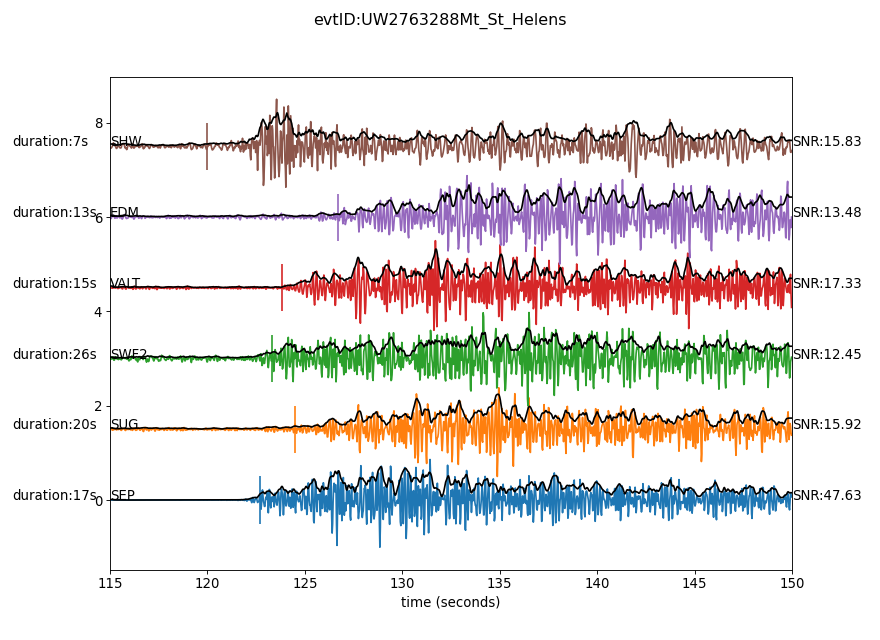 evtID:UW2763288Mt_St_Helens
8
duration:7s SHW SNR:15.83
duration:13s EDM SNR:13.48
6
duration:15s VALT SNR:17.33
4
duration:26s SWF2 SNR:12.45
2
duration:20s SUG SNR:15.92
duration:17s SEP SNR:47.63
0
115 120 125 130 135 140 145 150
time (seconds)